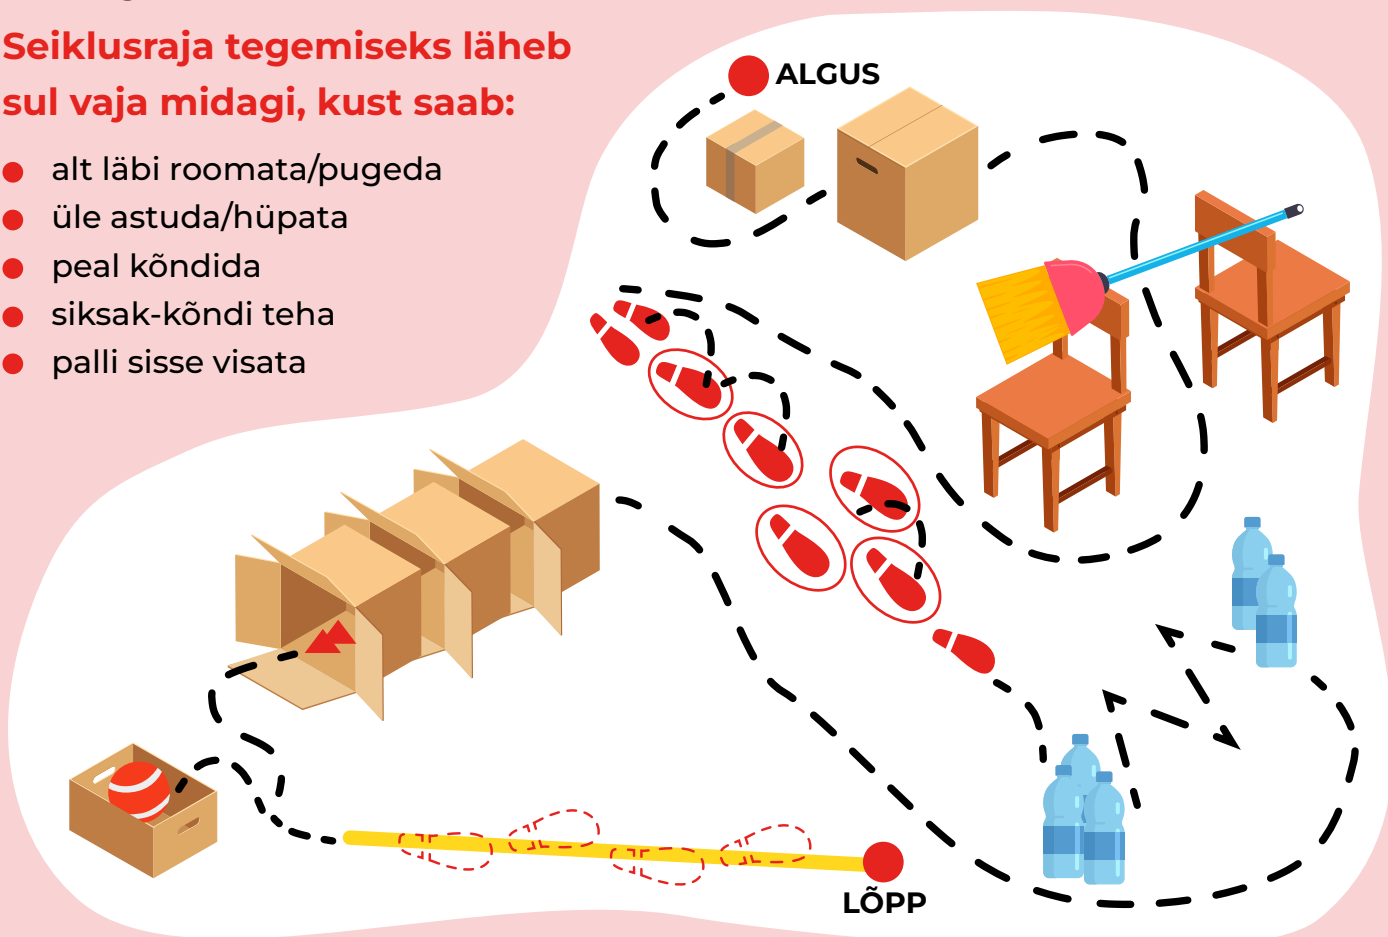 Seiklusraja tegemiseks läheb
sul vaja midagi, kust saab:
alt läbi roomata/pugeda
üle astuda/hüpata
peal kõndida
siksak-kõndi teha
palli sisse visata
ALGUS
LÕPP